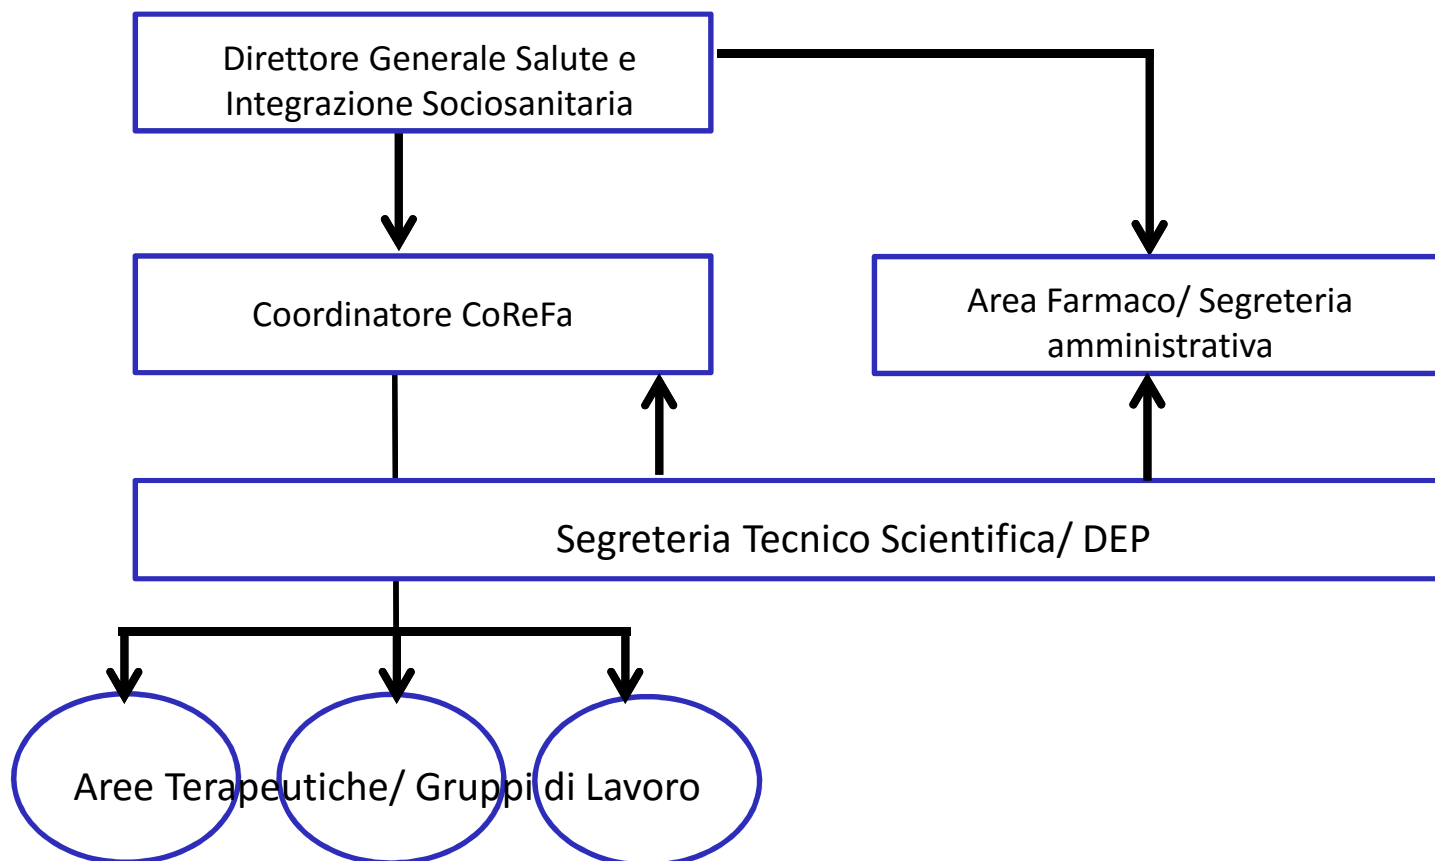 Direttore Generale Salute e
Integrazione Sociosanitaria
Coordinatore CoReFa
Area Farmaco/ Segreteria
amministrativa
Segreteria Tecnico Scientifica/ DEP
Aree Terapeutiche/ Gruppi di Lavoro